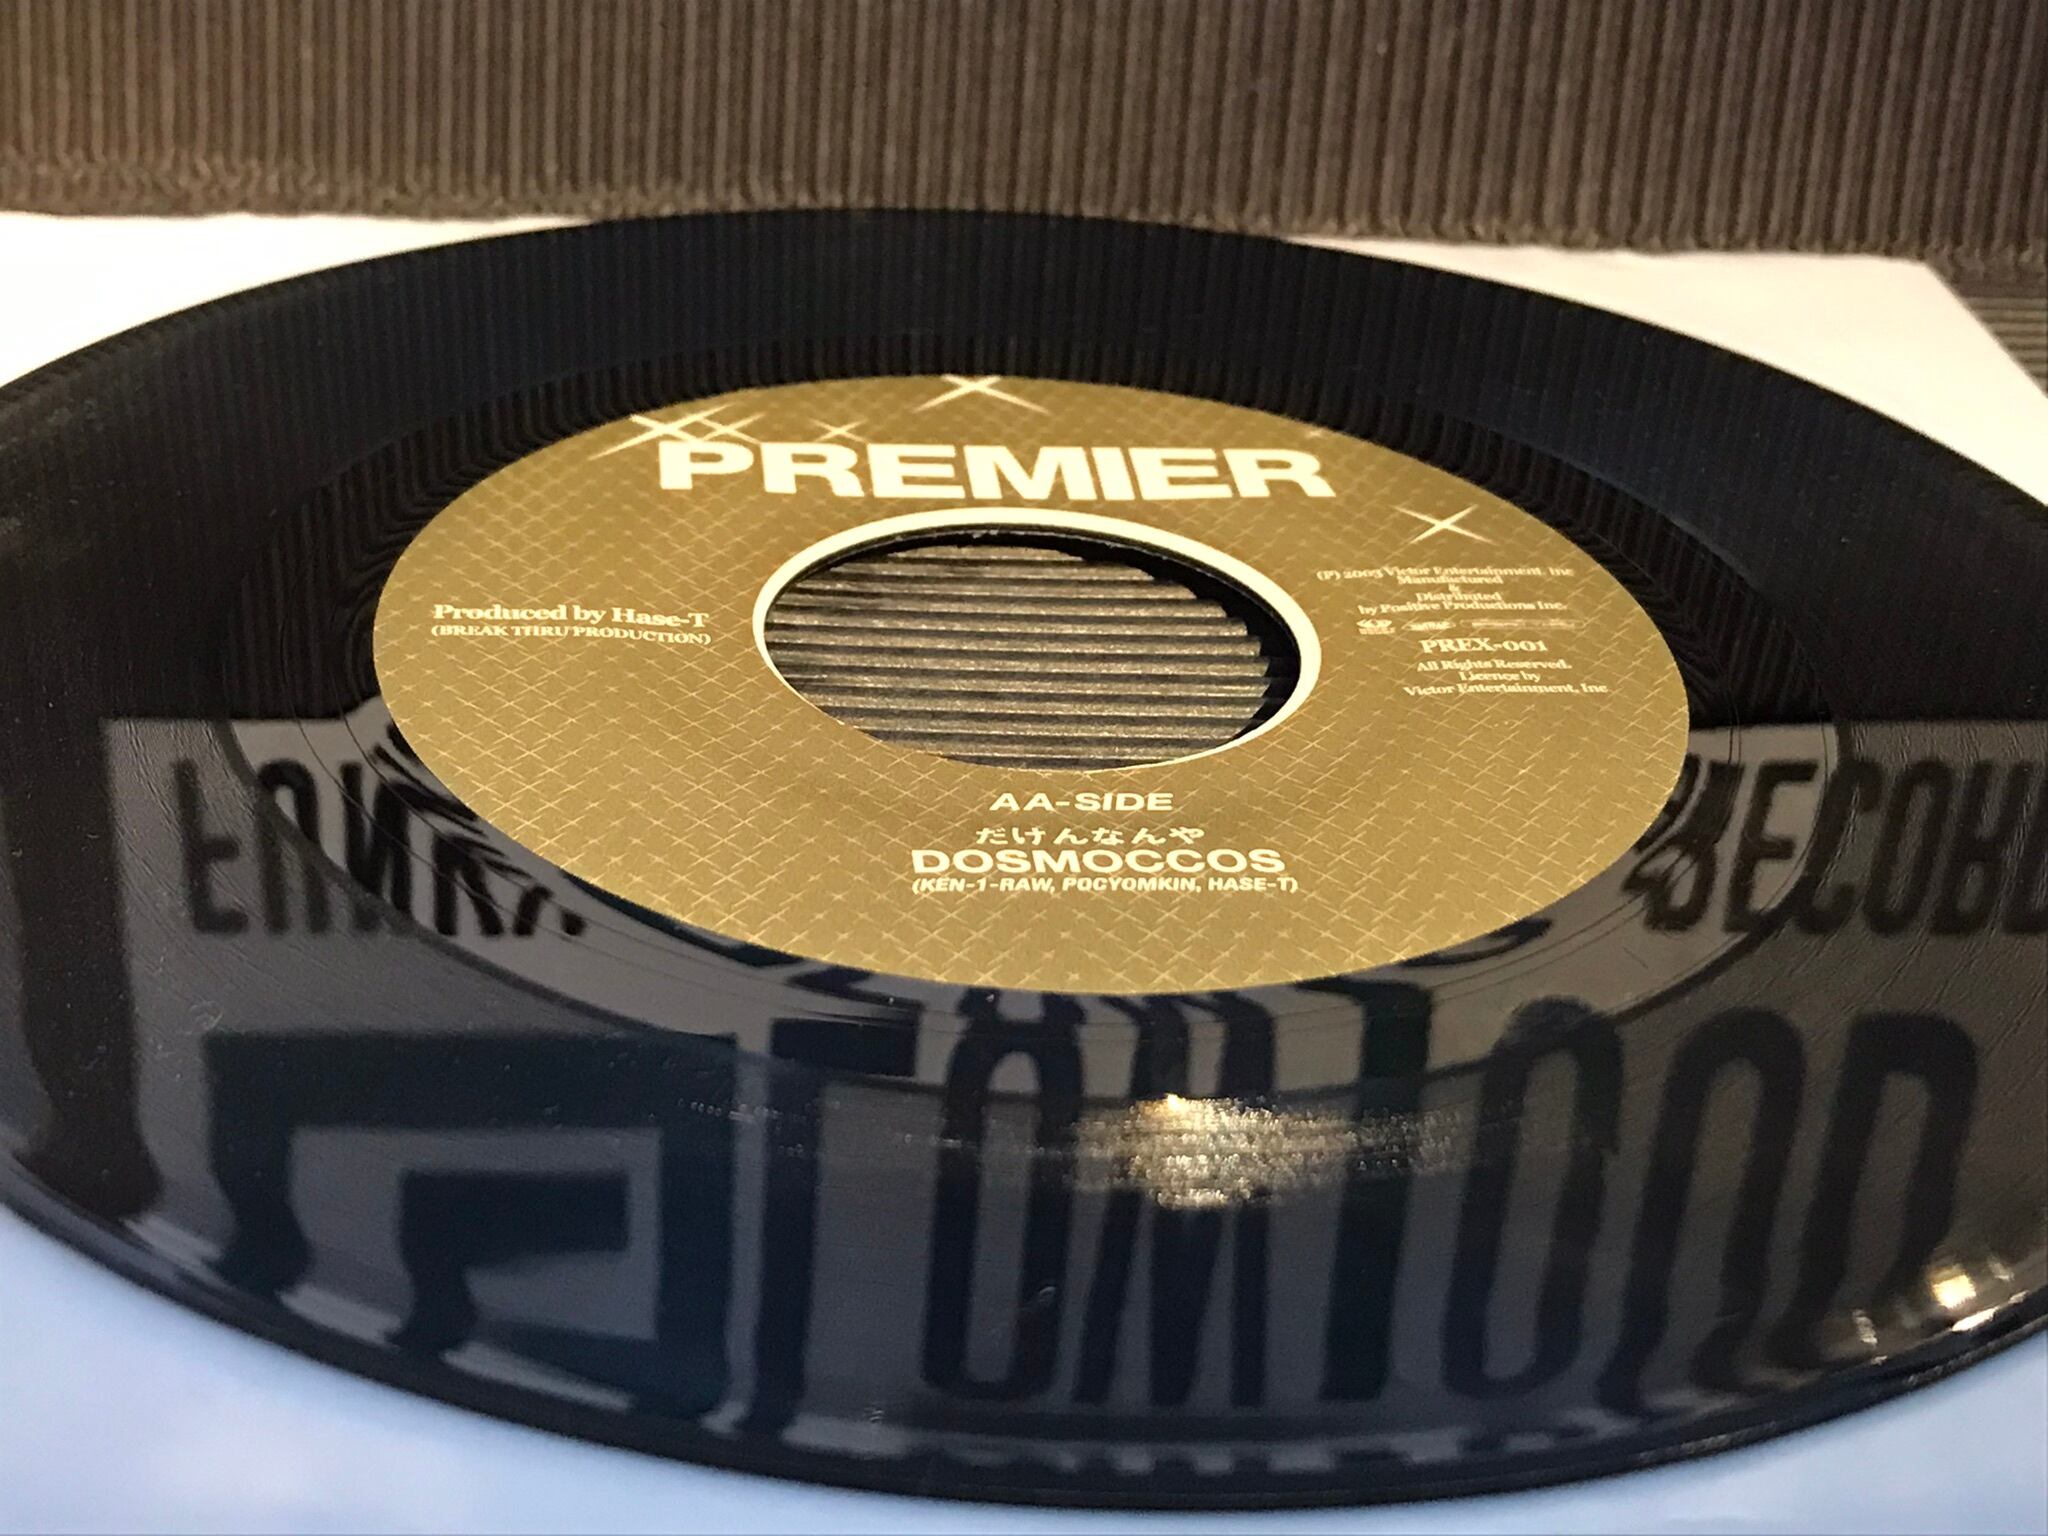 PREMIER
Produced by Hase-T
(BREAK THRU PRODUCTION)
(P) 2003 Victor Entertainment, Inc
Manufactured
&
Distributed
by Positive Productions Inc.
PREX-001
All Rights Reserved.
Licence by
Victor Entertainment, Inc
AA-SIDE
だけんなんや
DOSMOCCOS
(KEN-1-RAW, POCYOMKIN, HASE-T)